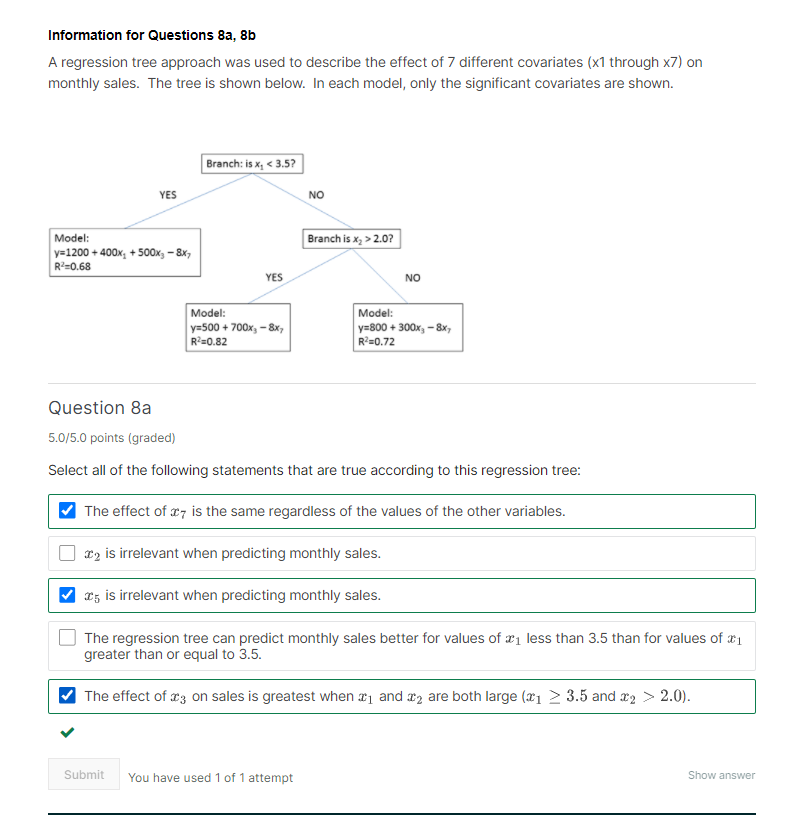 Information for Questions 8a, 8b
A regression tree approach was used to describe the effect of 7 different covariates (x1 through x7) on
monthly sales.  The tree is shown below.  In each model, only the significant covariates are shown.
Branch: is x₁ < 3.5?
YES
NO
Model:
y=1200 + 400x₁ + 500x₃ – 8x₇
R²=0.68
Branch is x₂ > 2.0?
YES
NO
Model:
y=500 + 700x₃ – 8x₇
R²=0.82
Model:
y=800 + 300x₃ – 8x₇
R²=0.72
Question 8a
5.0/5.0 points (graded)
Select all of the following statements that are true according to this regression tree:
The effect of x₇ is the same regardless of the values of the other variables.
x₂ is irrelevant when predicting monthly sales.
x₅ is irrelevant when predicting monthly sales.
The regression tree can predict monthly sales better for values of x₁ less than 3.5 than for values of x₁
greater than or equal to 3.5.
The effect of x₃ on sales is greatest when x₁ and x₂ are both large (x₁ ≥ 3.5 and x₂ > 2.0).
Submit
You have used 1 of 1 attempt
Show answer